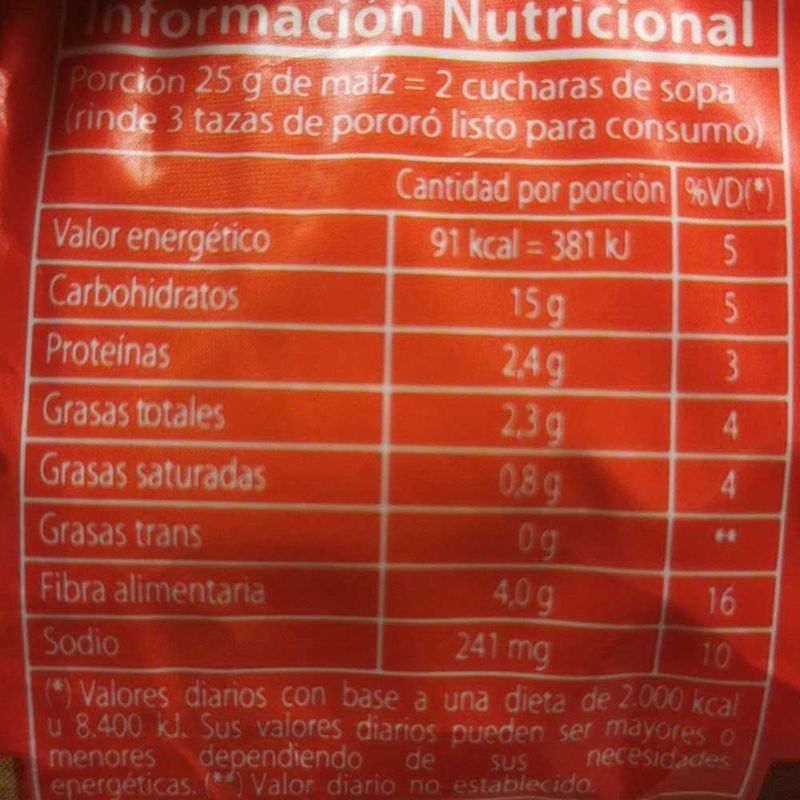 Información Nutricional
Porción 25 g de maíz = 2 cucharas de sopa
(rinde 3 tazas de pororó listo para consumo)
Cantidad por porción %VD(*)
Valor energético 91 kcal = 381 kJ 5
Carbohidratos 15 g 5
Proteínas 2,4 g 3
Grasas totales 2,3 g 4
Grasas saturadas 0,8 g 4
Grasas trans 0 g **
Fibra alimentaria 4,0 g 16
Sodio 241 mg 10
(*) Valores diarios con base a una dieta de 2.000 kcal
u 8.400 kJ. Sus valores diarios pueden ser mayores o
menores dependiendo de sus necesidades
energéticas. (**) Valor diario no establecido.